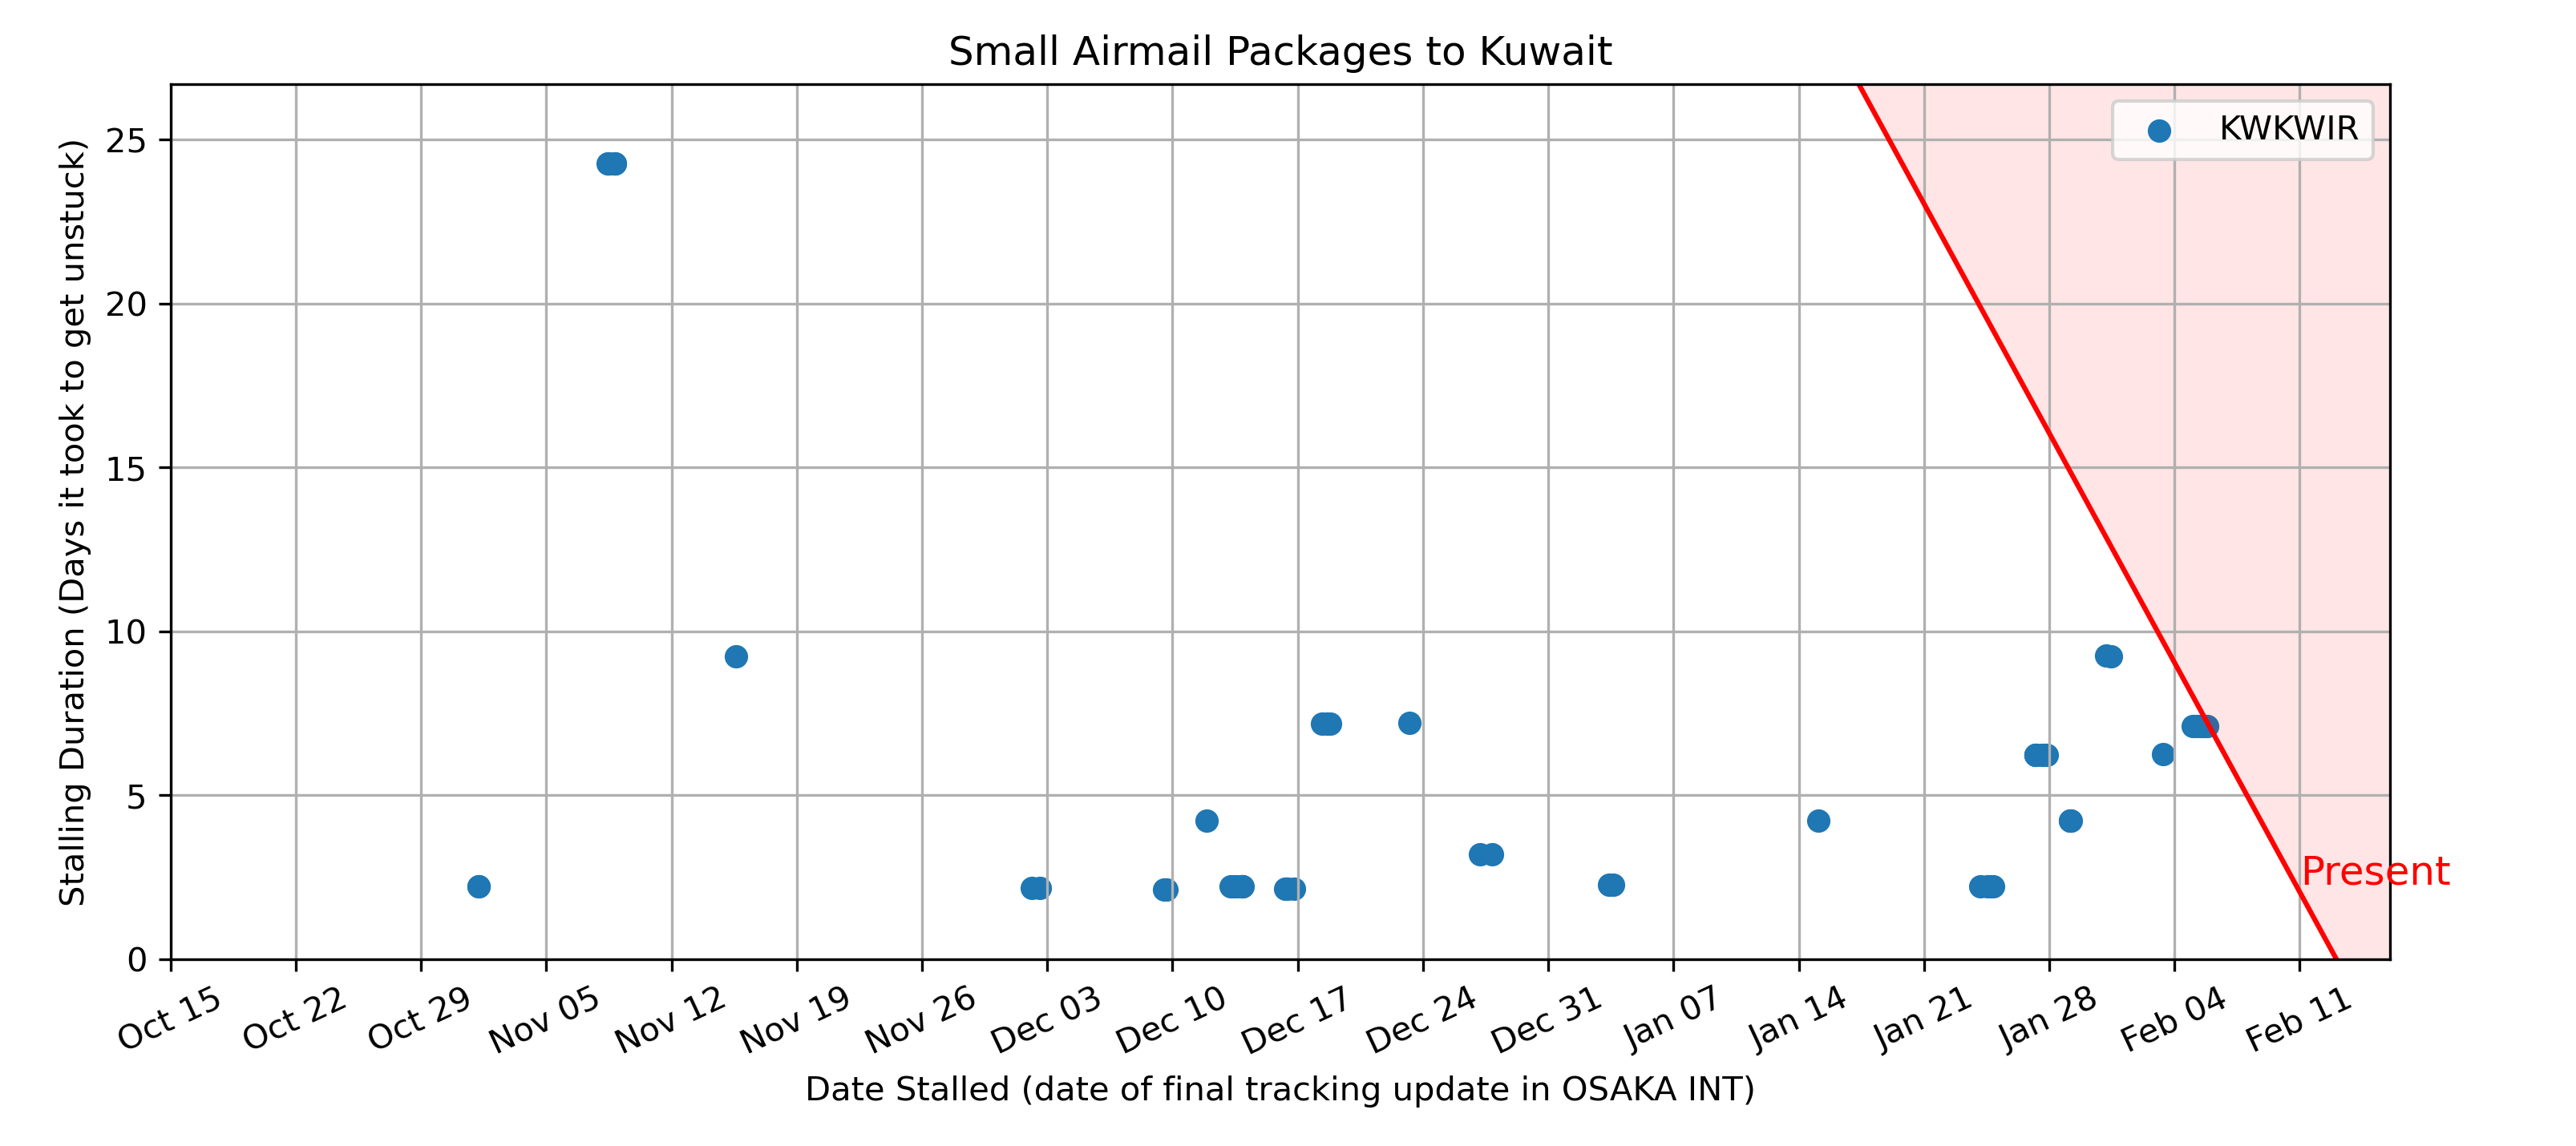 Small Airmail Packages to Kuwait
KWKWIR
Stalling Duration (Days it took to get unstuck)
25
20
15
10
5
0
Present
Oct 15
Oct 22
Oct 29
Nov 05
Nov 12
Nov 19
Nov 26
Dec 03
Dec 10
Dec 17
Dec 24
Dec 31
Jan 07
Jan 14
Jan 21
Jan 28
Feb 04
Feb 11
Date Stalled (date of final tracking update in OSAKA INT)